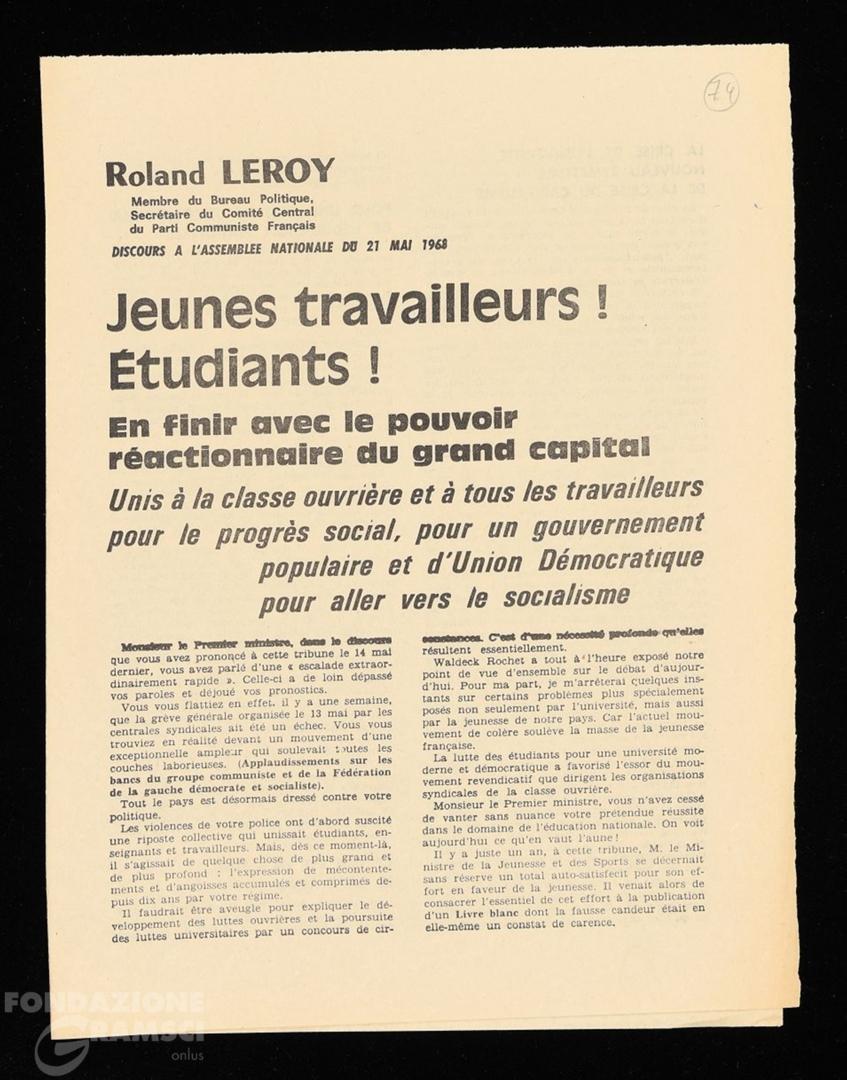 74
Roland LEROY
Membre du Bureau Politique,
Secrétaire du Comité Central
du Parti Communiste Français
DISCOURS A L'ASSEMBLEE NATIONALE DU 21 MAI 1968
Jeunes travailleurs !
Étudiants !
En finir avec le pouvoir
réactionnaire du grand capital
Unis à la classe ouvrière et à tous les travailleurs
pour le progrès social, pour un gouvernement
populaire et d'Union Démocratique
pour aller vers le socialisme
Monsieur le Premier ministre, dans le discours
que vous avez prononcé à cette tribune le 14 mai
dernier, vous avez parlé d'une « escalade extraor-
dinairement rapide ». Celle-ci a de loin dépassé
vos paroles et déjoué vos pronostics.
Vous vous flattiez en effet, il y a une semaine,
que la grève générale organisée le 13 mai par les
centrales syndicales ait été un échec. Vous vous
trouviez en réalité devant un mouvement d'une
exceptionnelle ampleur qui soulevait toutes les
couches laborieuses. (Applaudissements sur les
bancs du groupe communiste et de la Fédération
de la gauche démocrate et socialiste).
Tout le pays est désormais dressé contre votre
politique.
Les violences de votre police ont d'abord suscité
une riposte collective qui unissait étudiants, en-
seignants et travailleurs. Mais, dès ce moment-là,
il s'agissait de quelque chose de plus grand et
de plus profond : l'expression de mécontente-
ments et d'angoisses accumulés et comprimés de-
puis dix ans par votre régime.
Il faudrait être aveugle pour expliquer le dé-
veloppement des luttes ouvrières et la poursuite
des luttes universitaires par un concours de cir-
constances. C'est d'une nécessité profonde qu'elles
résultent essentiellement.
Waldeck Rochet a tout à l'heure exposé notre
point de vue d'ensemble sur le débat d'aujour-
d'hui. Pour ma part, je m'arrêterai quelques ins-
tants sur certains problèmes plus spécialement
posés non seulement par l'université, mais aussi
par la jeunesse de notre pays. Car l'actuel mou-
vement de colère soulève la masse de la jeunesse
française.
La lutte des étudiants pour une université mo-
derne et démocratique a favorisé l'essor du mou-
vement revendicatif que dirigent les organisations
syndicales de la classe ouvrière.
Monsieur le Premier ministre, vous n'avez cessé
de vanter sans nuance votre prétendue réussite
dans le domaine de l'éducation nationale. On voit
aujourd'hui ce qu'en vaut l'aune !
Il y a juste un an, à cette tribune, M. le Mi-
nistre de la Jeunesse et des Sports se décernait
sans réserve un total auto-satisfecit pour son ef-
fort en faveur de la jeunesse. Il venait alors de
consacrer l'essentiel de cet effort à la publication
d'un Livre blanc dont la fausse candeur était en
elle-même un constat de carence.
FONDAZIONE
GRAMSCI
onlus